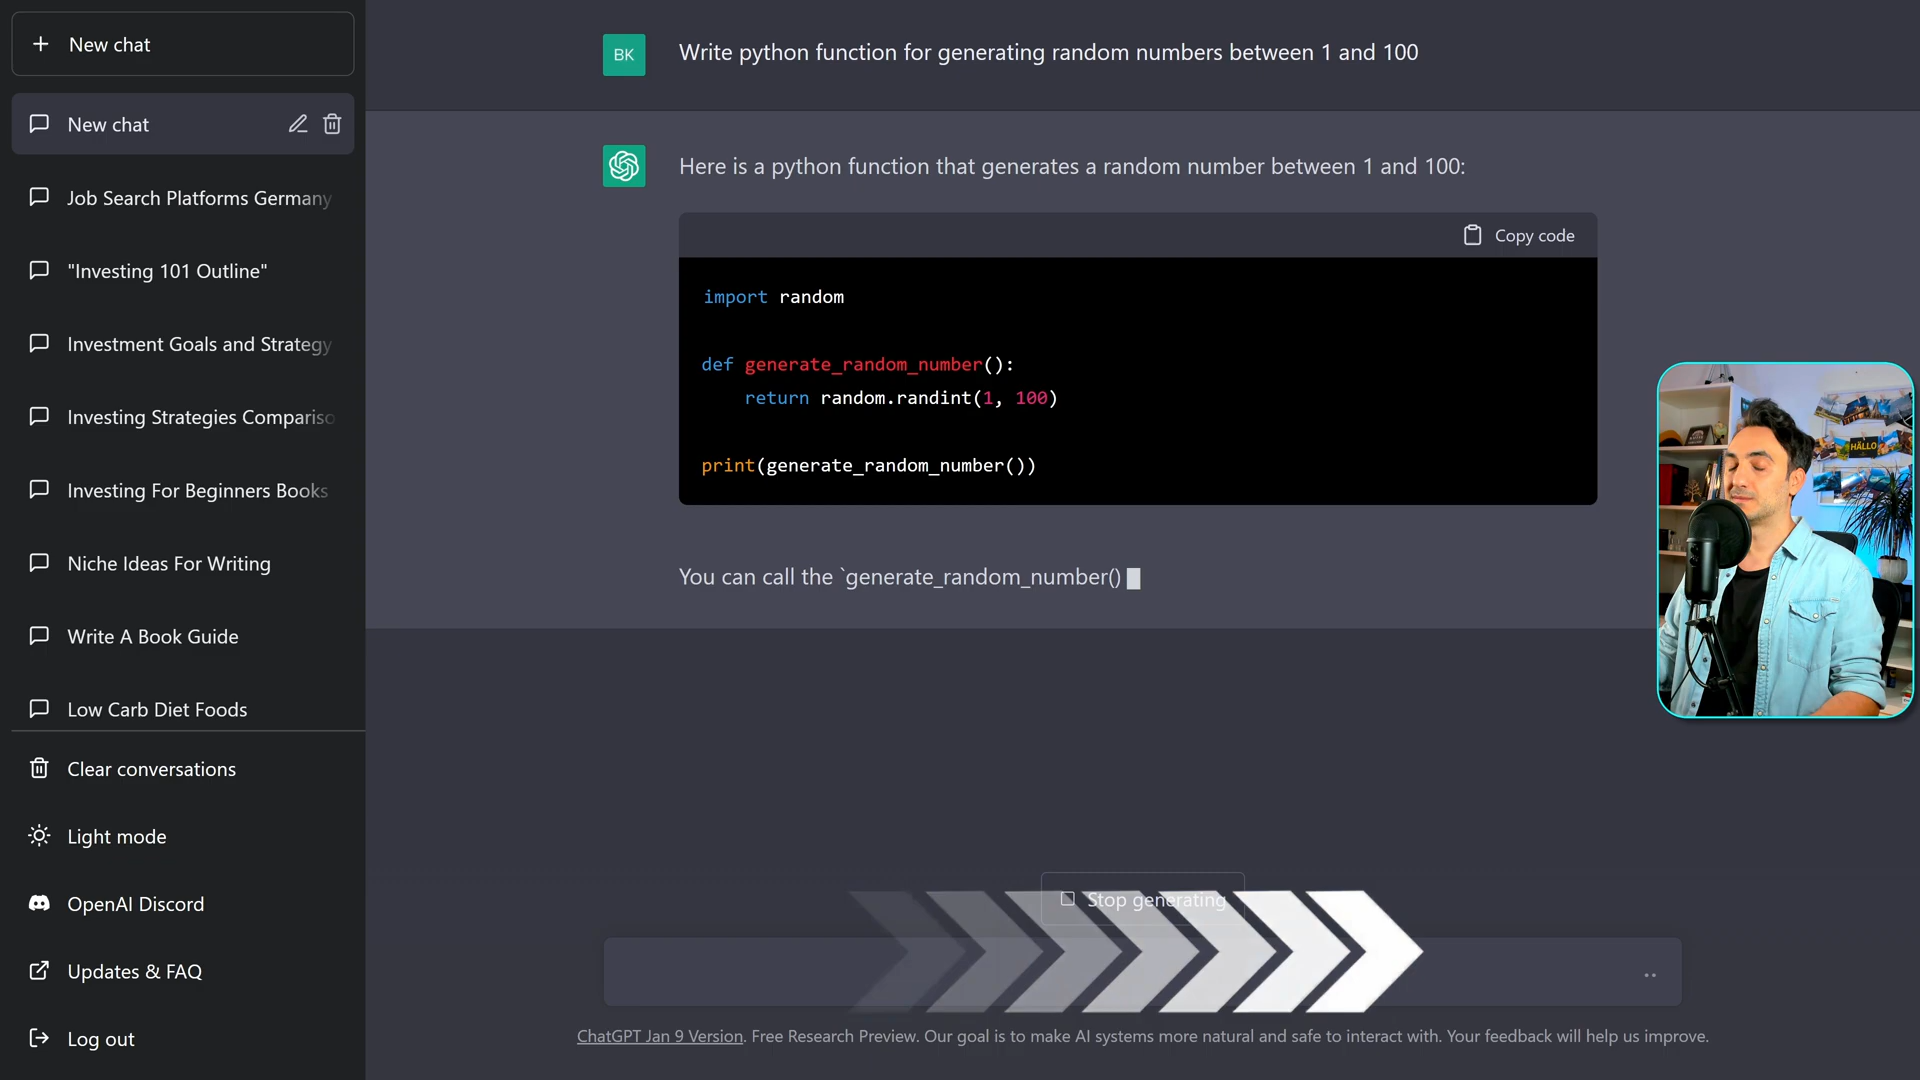 New chat
New chat
Job Search Platforms Germany
"Investing 101 Outline"
Investment Goals and Strategy
Investing Strategies Compariso
Investing For Beginners Books
Niche Ideas For Writing
Write A Book Guide
Low Carb Diet Foods
Clear conversations
Light mode
OpenAI Discord
Updates & FAQ
Log out
BK
Write python function for generating random numbers between 1 and 100
Here is a python function that generates a random number between 1 and 100:
Copy code
import random
def generate_random_number():
    return random.randint(1, 100)
print(generate_random_number())
You can call the `generate_random_number()
HALLO
Stop generating
ChatGPT Jan 9 Version. Free Research Preview. Our goal is to make AI systems more natural and safe to interact with. Your feedback will help us improve.